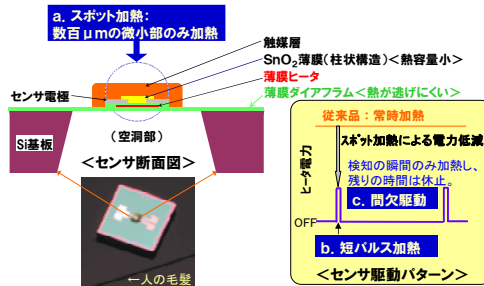 a. スポット加熱：
数百μmの微小部のみ加熱
触媒層
SnO2薄膜（柱状構造）＜熱容量小＞
薄膜ヒータ
薄膜ダイアフラム＜熱が逃げにくい＞
センサ電極
Si基板
（空洞部）
＜センサ断面図＞
←人の毛髪
従来品：常時加熱
スポット加熱による電力低減
検知の瞬間のみ加熱し、
残りの時間は休止。
ヒータ電力
c. 間欠駆動
OFF
b. 短パルス加熱
＜センサ駆動パターン＞